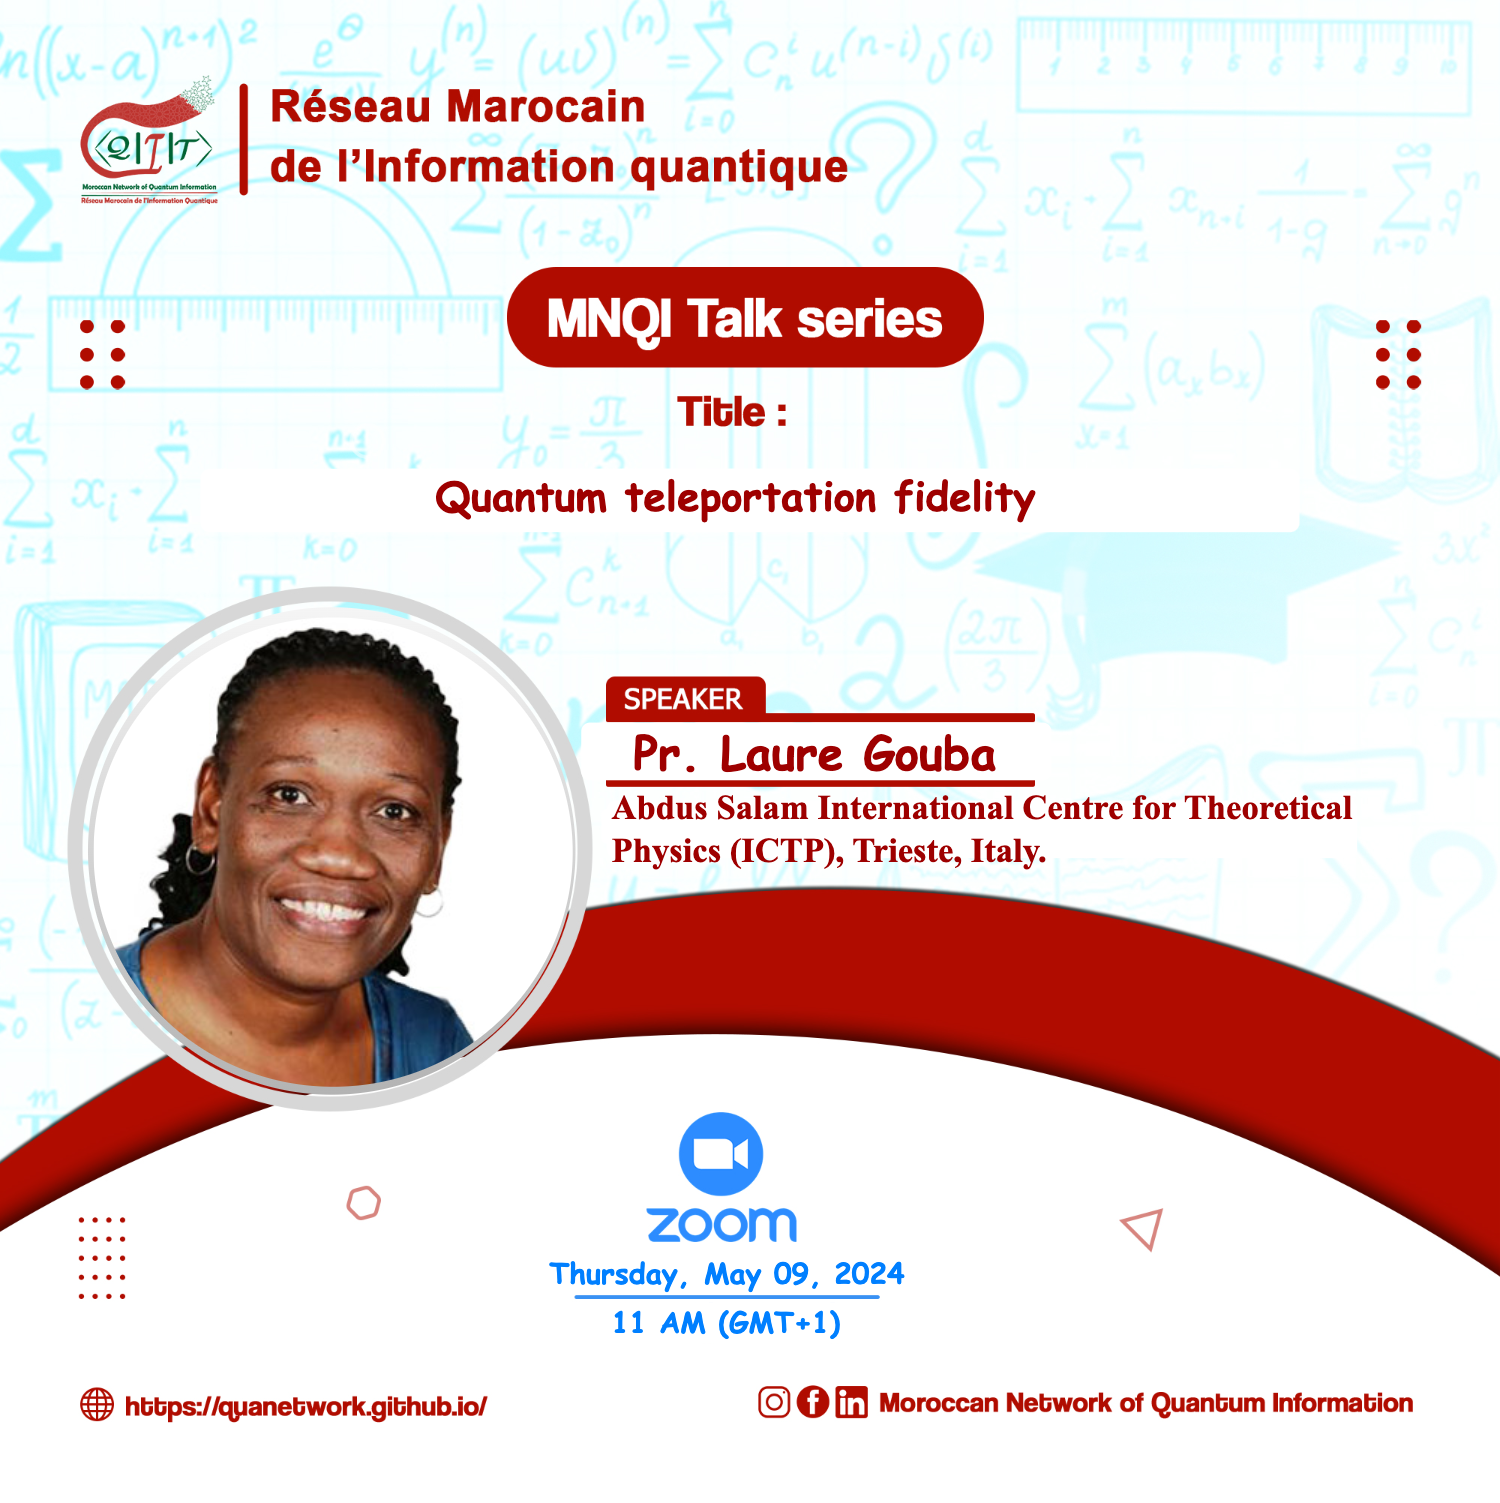 Réseau Marocain
de l’Information quantique
⟨Q|I|T⟩
Moroccan Network of Quantum Information
Réseau Marocain de l'Information Quantique
MNQI Talk series
Title :
Quantum teleportation fidelity
SPEAKER
Pr. Laure Gouba
Abdus Salam International Centre for Theoretical
Physics (ICTP), Trieste, Italy.
zoom
Thursday, May 09, 2024
11 AM (GMT+1)
https://quanetwork.github.io/
Moroccan Network of Quantum Information